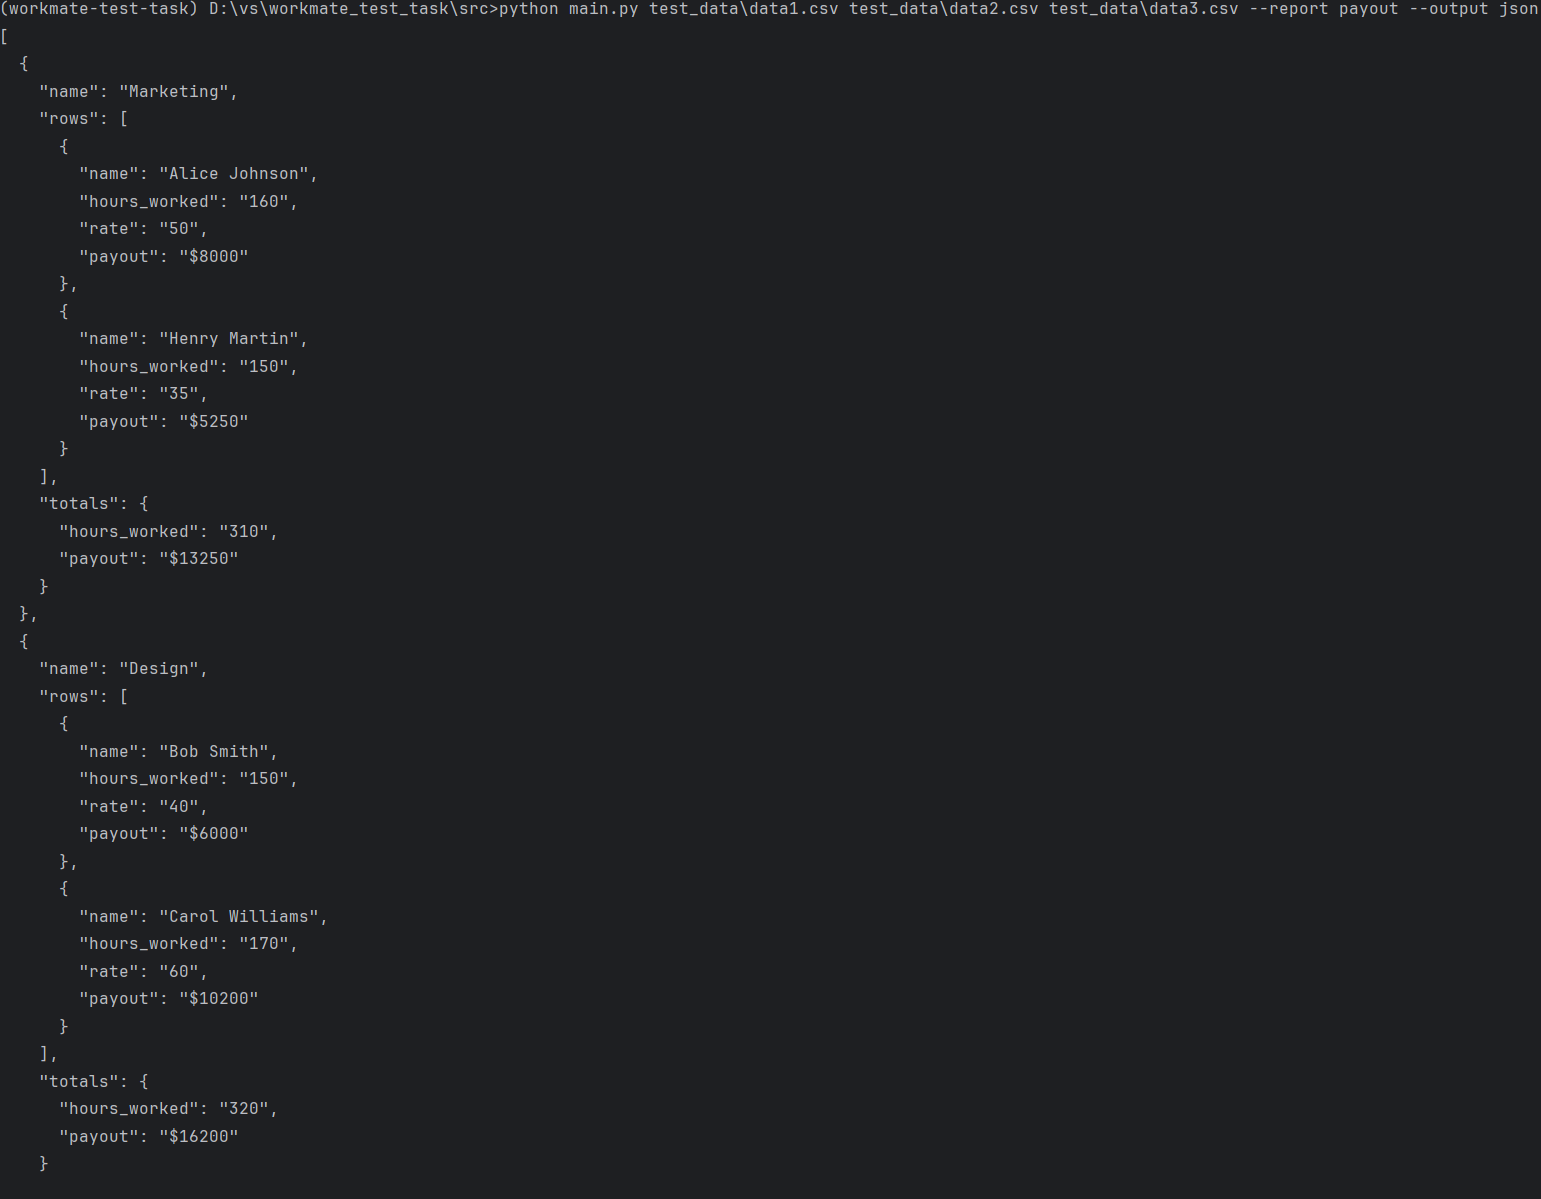 (workmate-test-task) D:\vs\workmate_test_task\src>python main.py test_data\data1.csv test_data\data2.csv test_data\data3.csv --report payout --output json
[
  {
    "name": "Marketing",
    "rows": [
      {
        "name": "Alice Johnson",
        "hours_worked": "160",
        "rate": "50",
        "payout": "$8000"
      },
      {
        "name": "Henry Martin",
        "hours_worked": "150",
        "rate": "35",
        "payout": "$5250"
      }
    ],
    "totals": {
      "hours_worked": "310",
      "payout": "$13250"
    }
  },
  {
    "name": "Design",
    "rows": [
      {
        "name": "Bob Smith",
        "hours_worked": "150",
        "rate": "40",
        "payout": "$6000"
      },
      {
        "name": "Carol Williams",
        "hours_worked": "170",
        "rate": "60",
        "payout": "$10200"
      }
    ],
    "totals": {
      "hours_worked": "320",
      "payout": "$16200"
    }